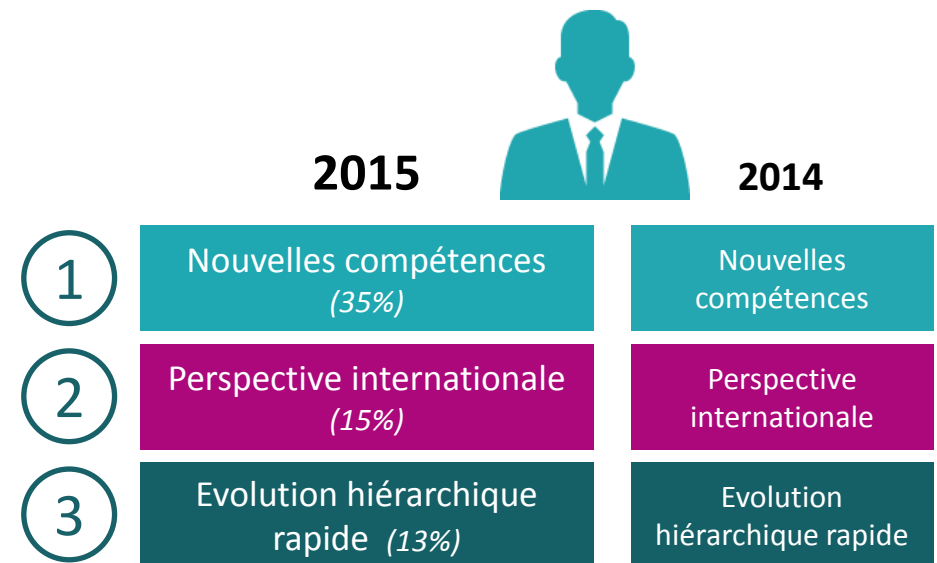 2015
2014
1
Nouvelles compétences
(35%)
Nouvelles
compétences
2
Perspective internationale
(15%)
Perspective
internationale
3
Evolution hiérarchique
rapide (13%)
Evolution
hiérarchique rapide